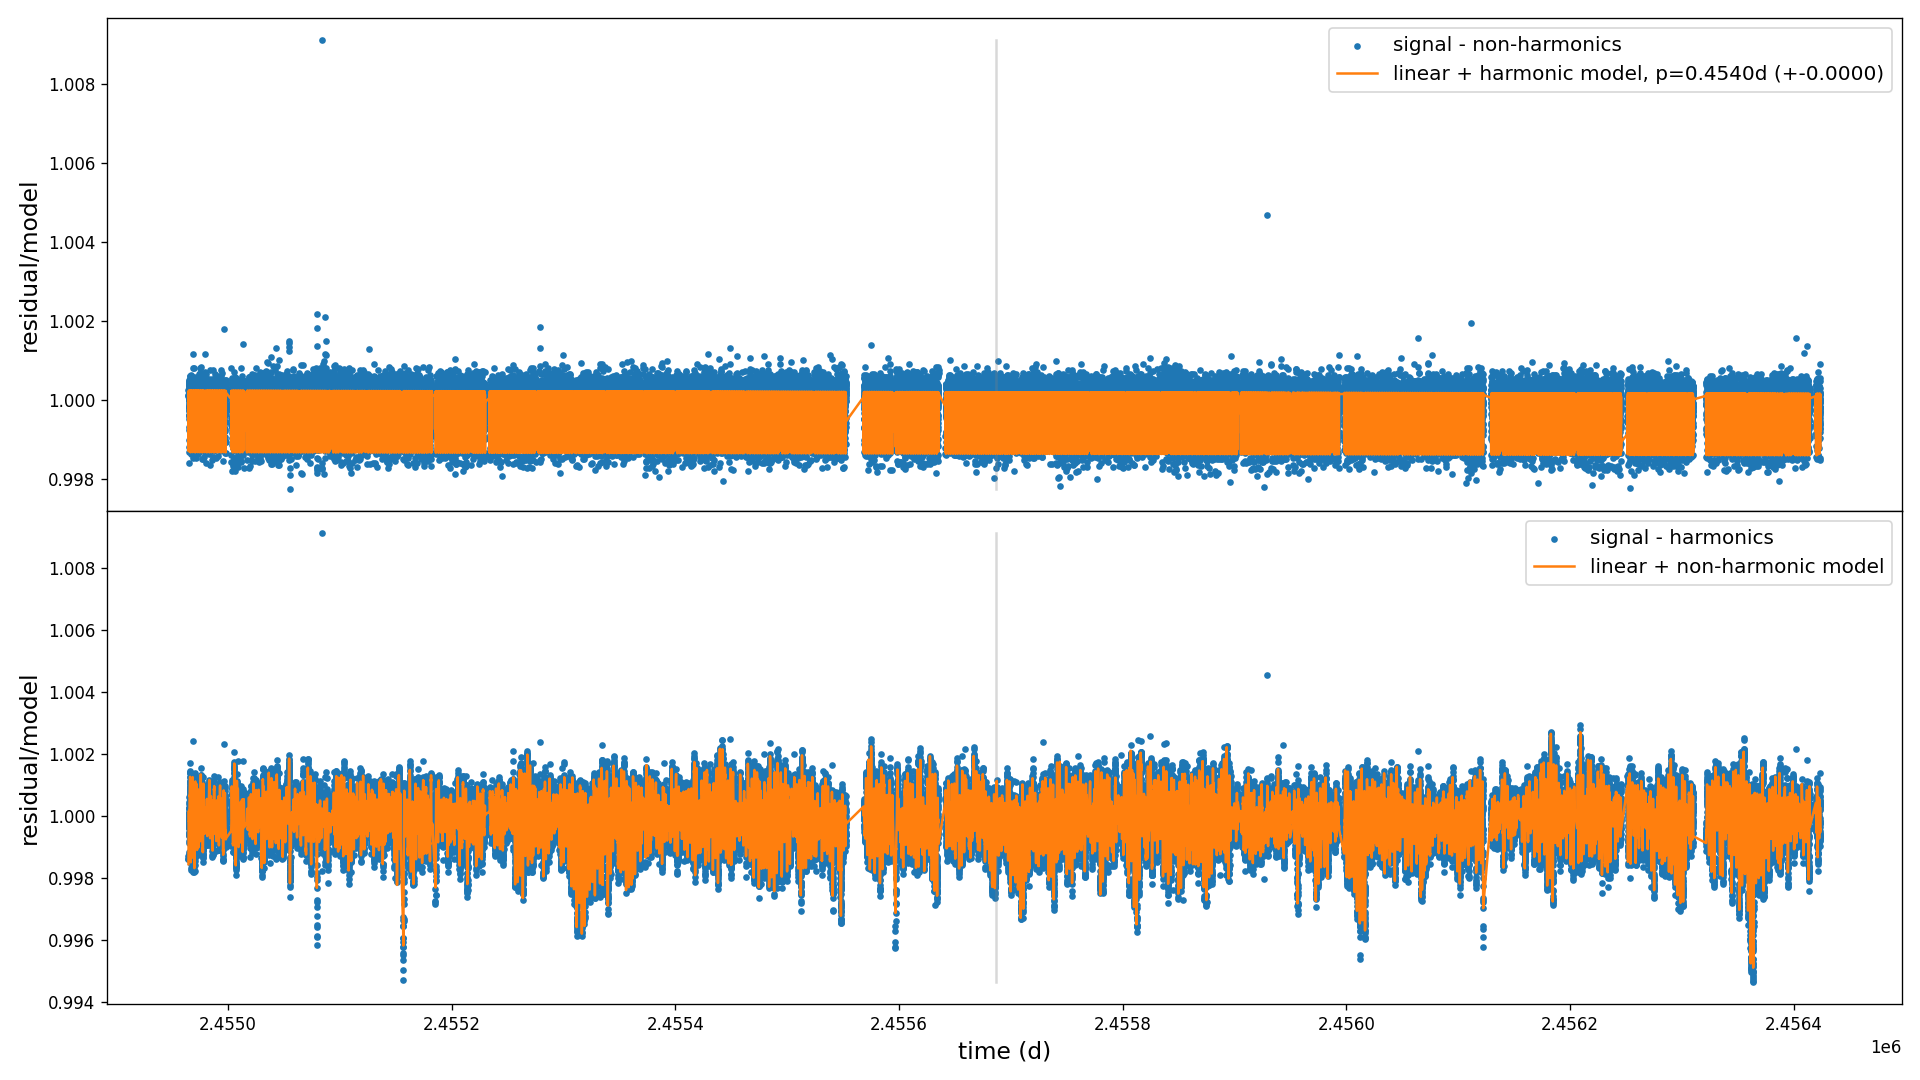 signal - non-harmonics
linear + harmonic model, p=0.4540d (+-0.0000)
residual/model
1.008
1.006
1.004
1.002
1.000
0.998
signal - harmonics
linear + non-harmonic model
residual/model
1.008
1.006
1.004
1.002
1.000
0.998
0.996
0.994
2.4550 2.4552 2.4554 2.4556 2.4558 2.4560 2.4562 2.4564
time (d)
1e6